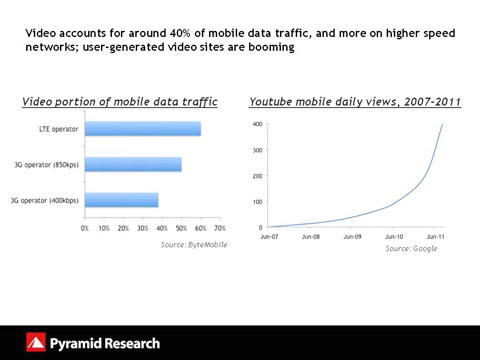 Video accounts for around 40% of mobile data traffic, and more on higher speed
networks; user-generated video sites are booming
Video portion of mobile data traffic
LTE operator
3G operator (850kps)
3G operator (400kbps)
0% 10% 20% 30% 40% 50% 60% 70%
Source: ByteMobile
Youtube mobile daily views, 2007-2011
400
300
200
100
0
Jun-07 Jun-08 Jun-09 Jun-10 Jun-11
Source: Google
Pyramid Research